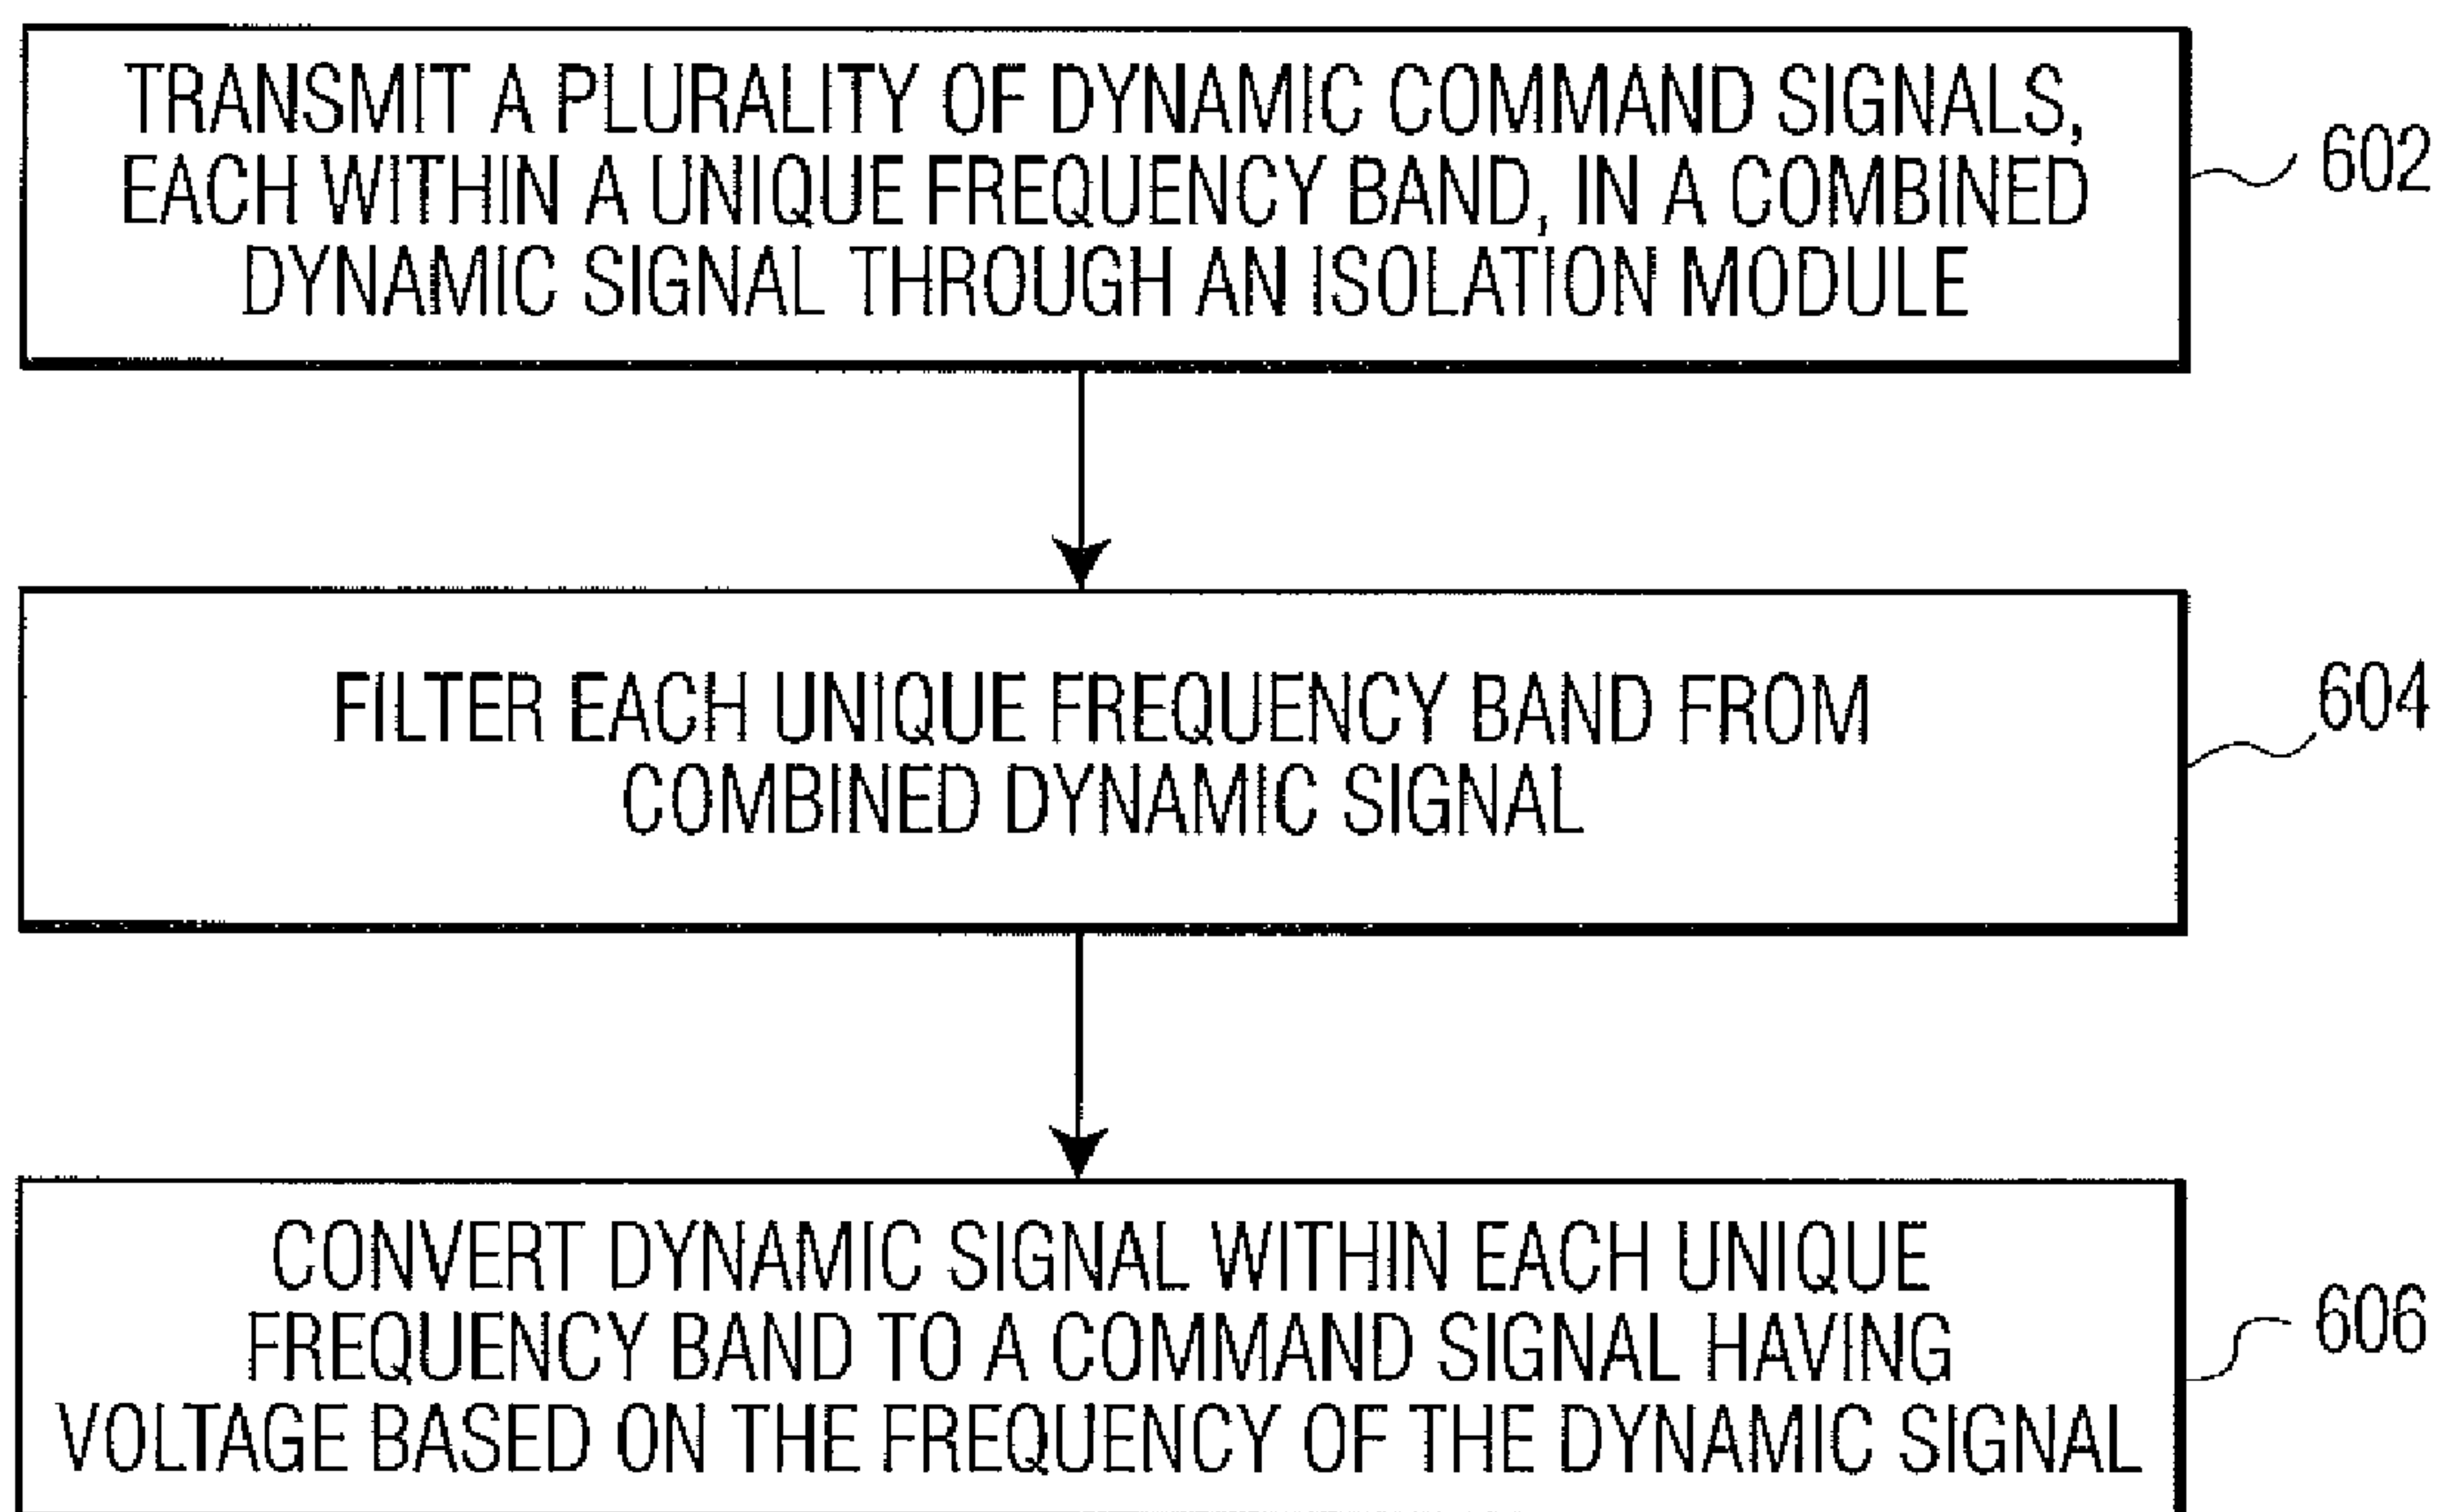 TRANSMIT A PLURALITY OF DYNAMIC COMMAND SIGNALS,
EACH WITHIN A UNIQUE FREQUENCY BAND, IN A COMBINED
DYNAMIC SIGNAL THROUGH AN ISOLATION MODULE
602
FILTER EACH UNIQUE FREQUENCY BAND FROM
COMBINED DYNAMIC SIGNAL
604
CONVERT DYNAMIC SIGNAL WITHIN EACH UNIQUE
FREQUENCY BAND TO A COMMAND SIGNAL HAVING
VOLTAGE BASED ON THE FREQUENCY OF THE DYNAMIC SIGNAL
606